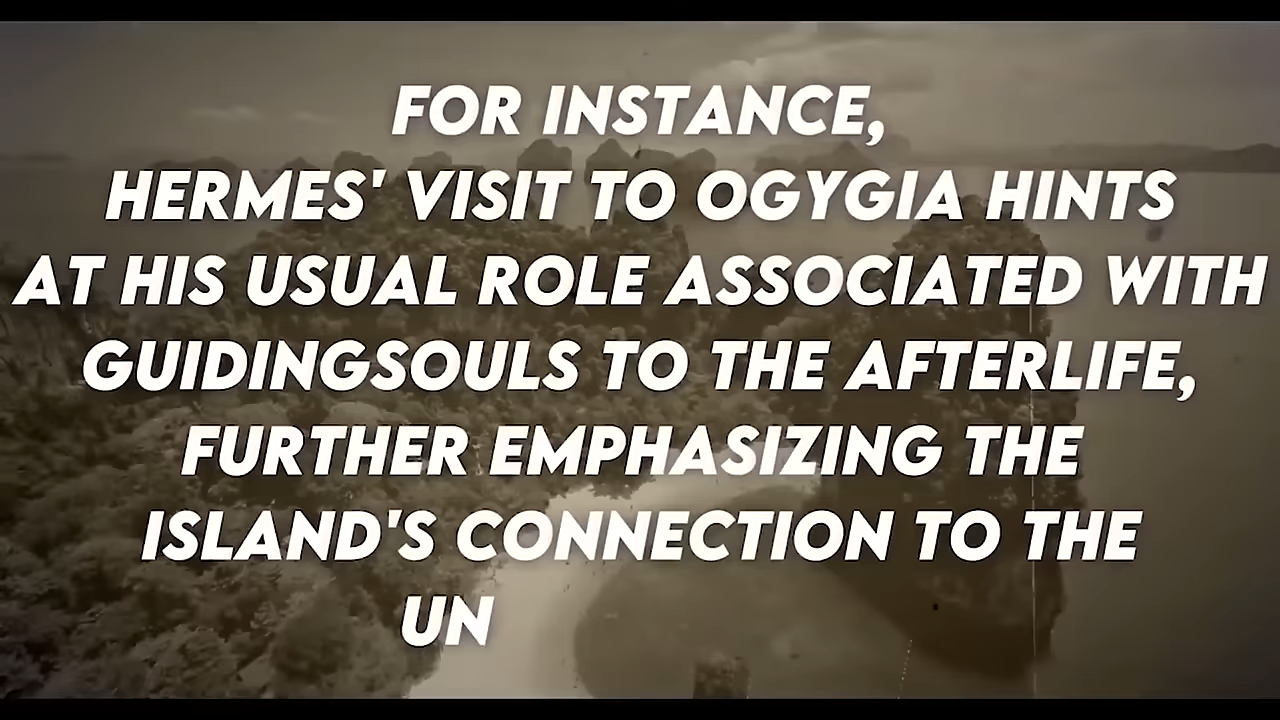 FOR INSTANCE,
HERMES' VISIT TO OGYGIA HINTS
AT HIS USUAL ROLE ASSOCIATED WITH
GUIDINGSOULS TO THE AFTERLIFE,
FURTHER EMPHASIZING THE
ISLAND'S CONNECTION TO THE
UN